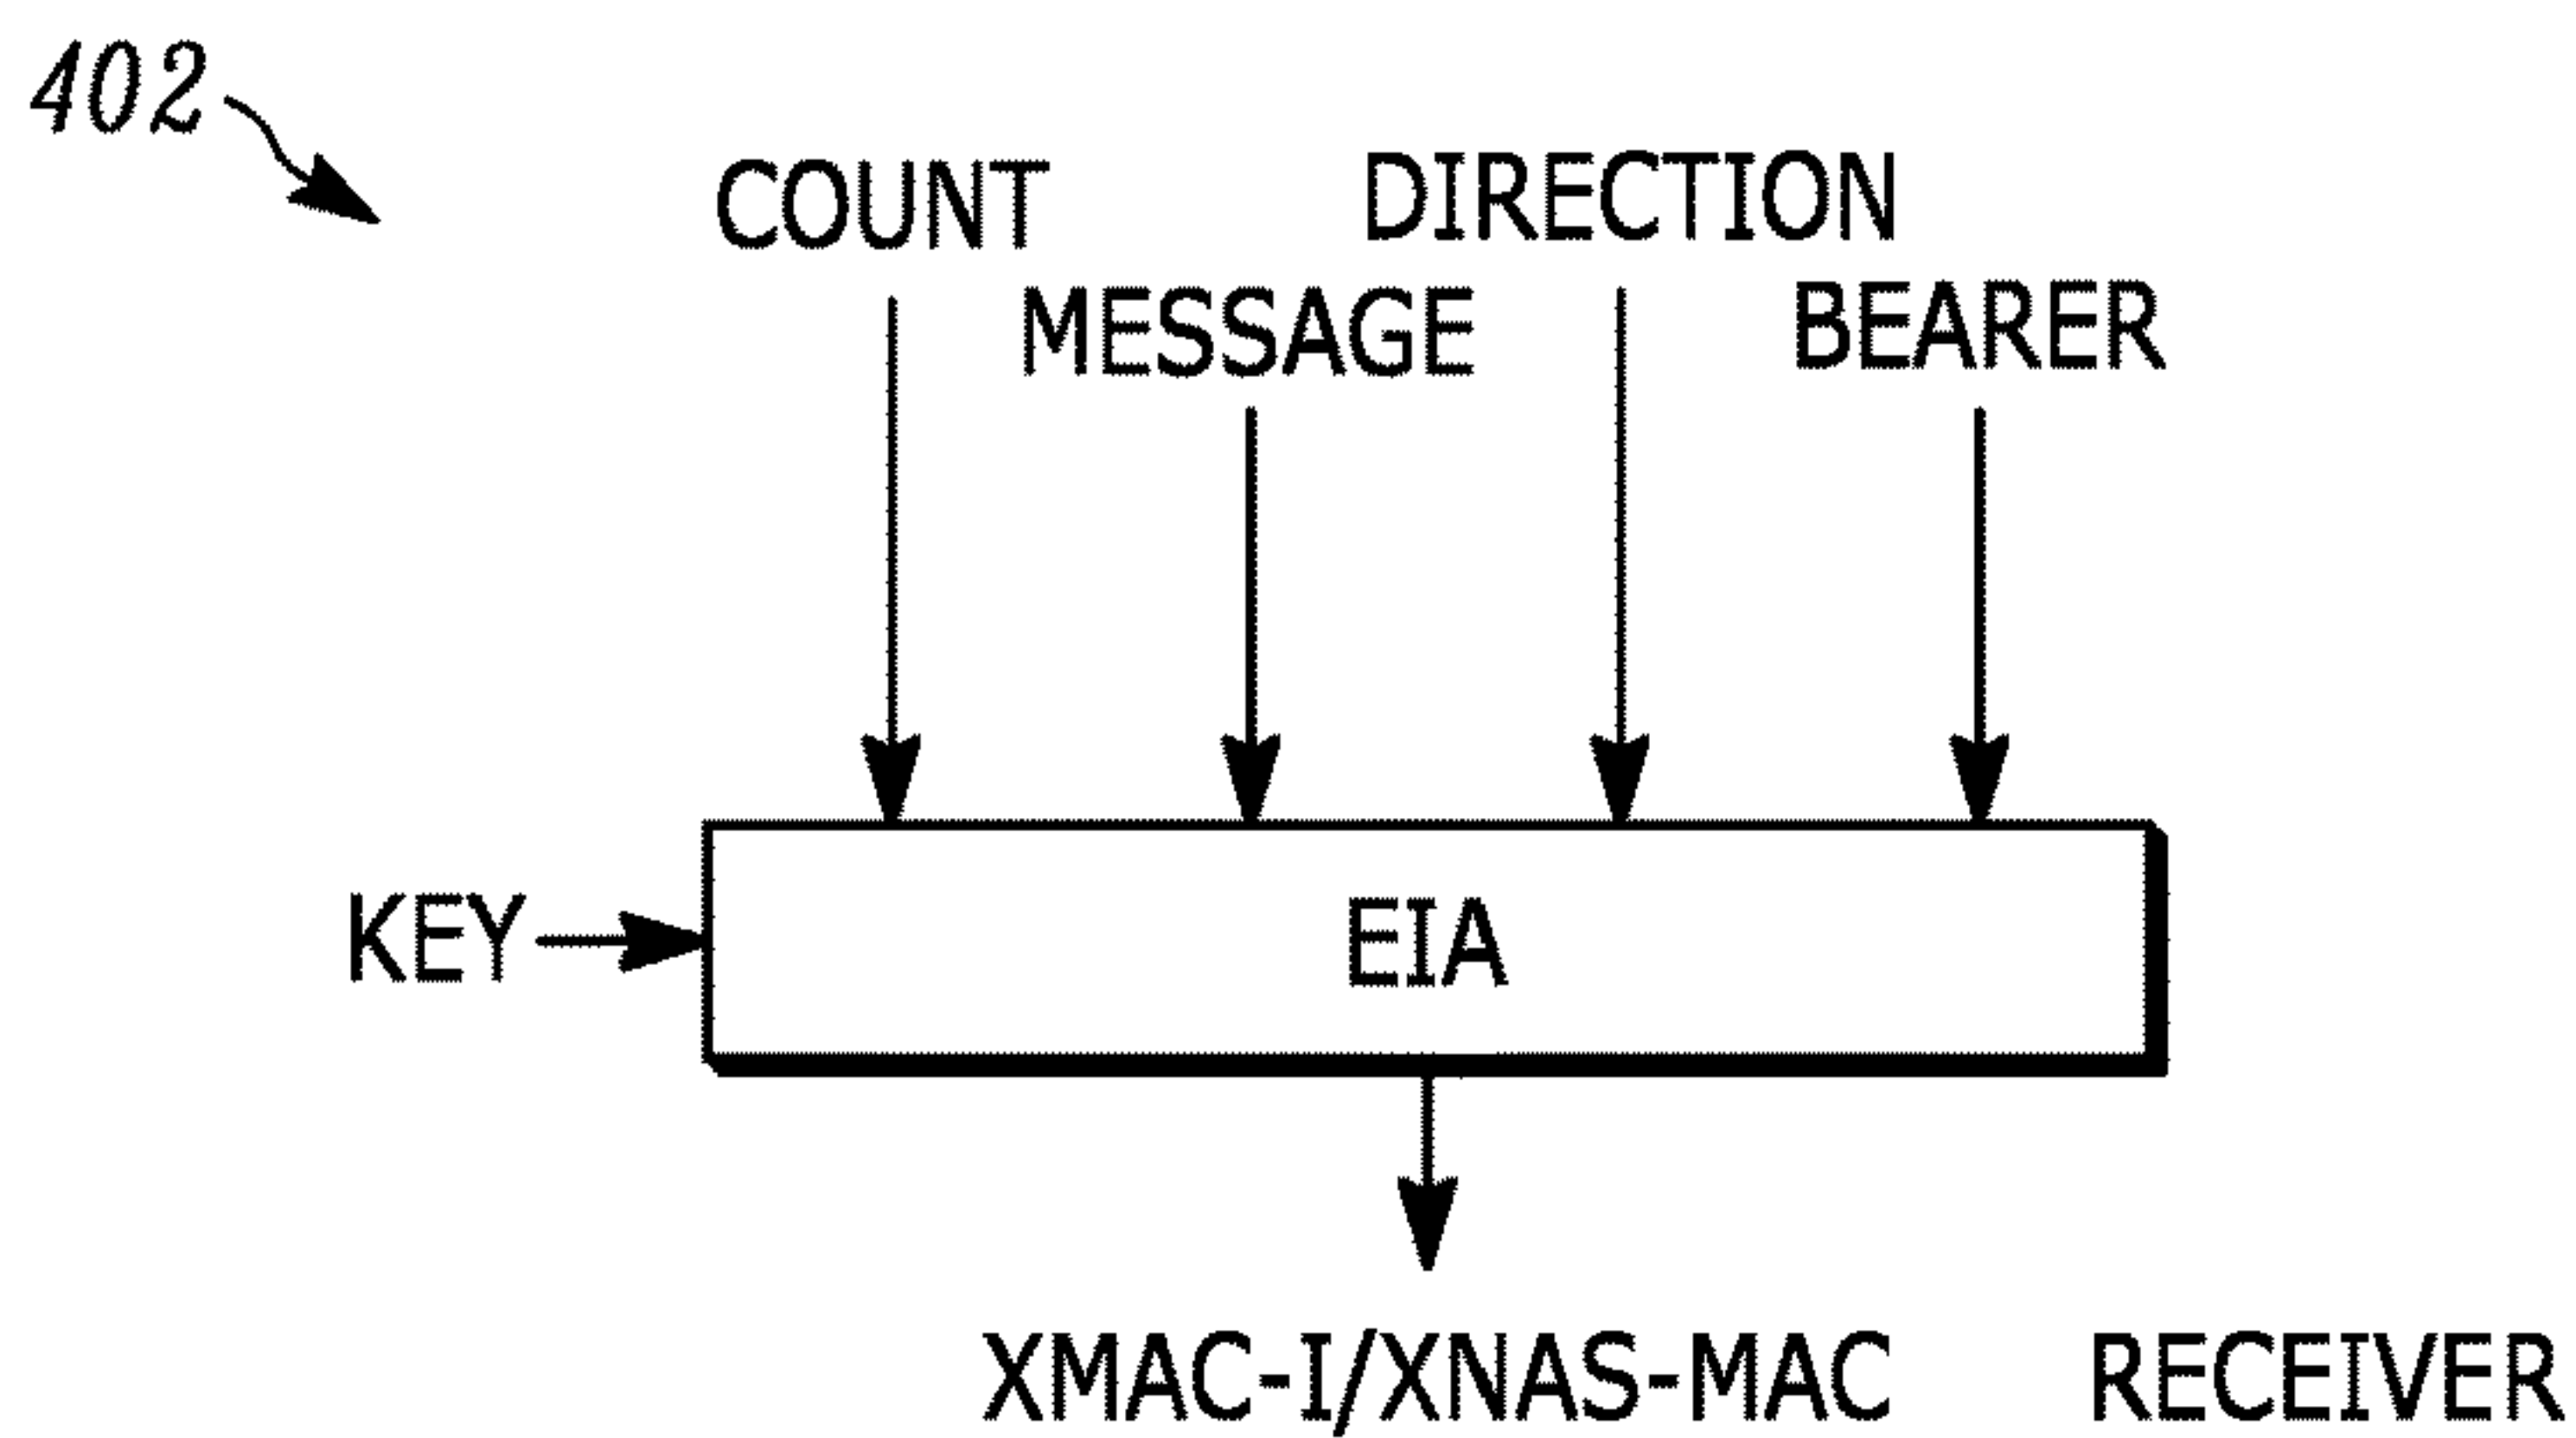 402
COUNT DIRECTION
MESSAGE BEARER
KEY EIA
XMAC-I/XNAS-MAC RECEIVER